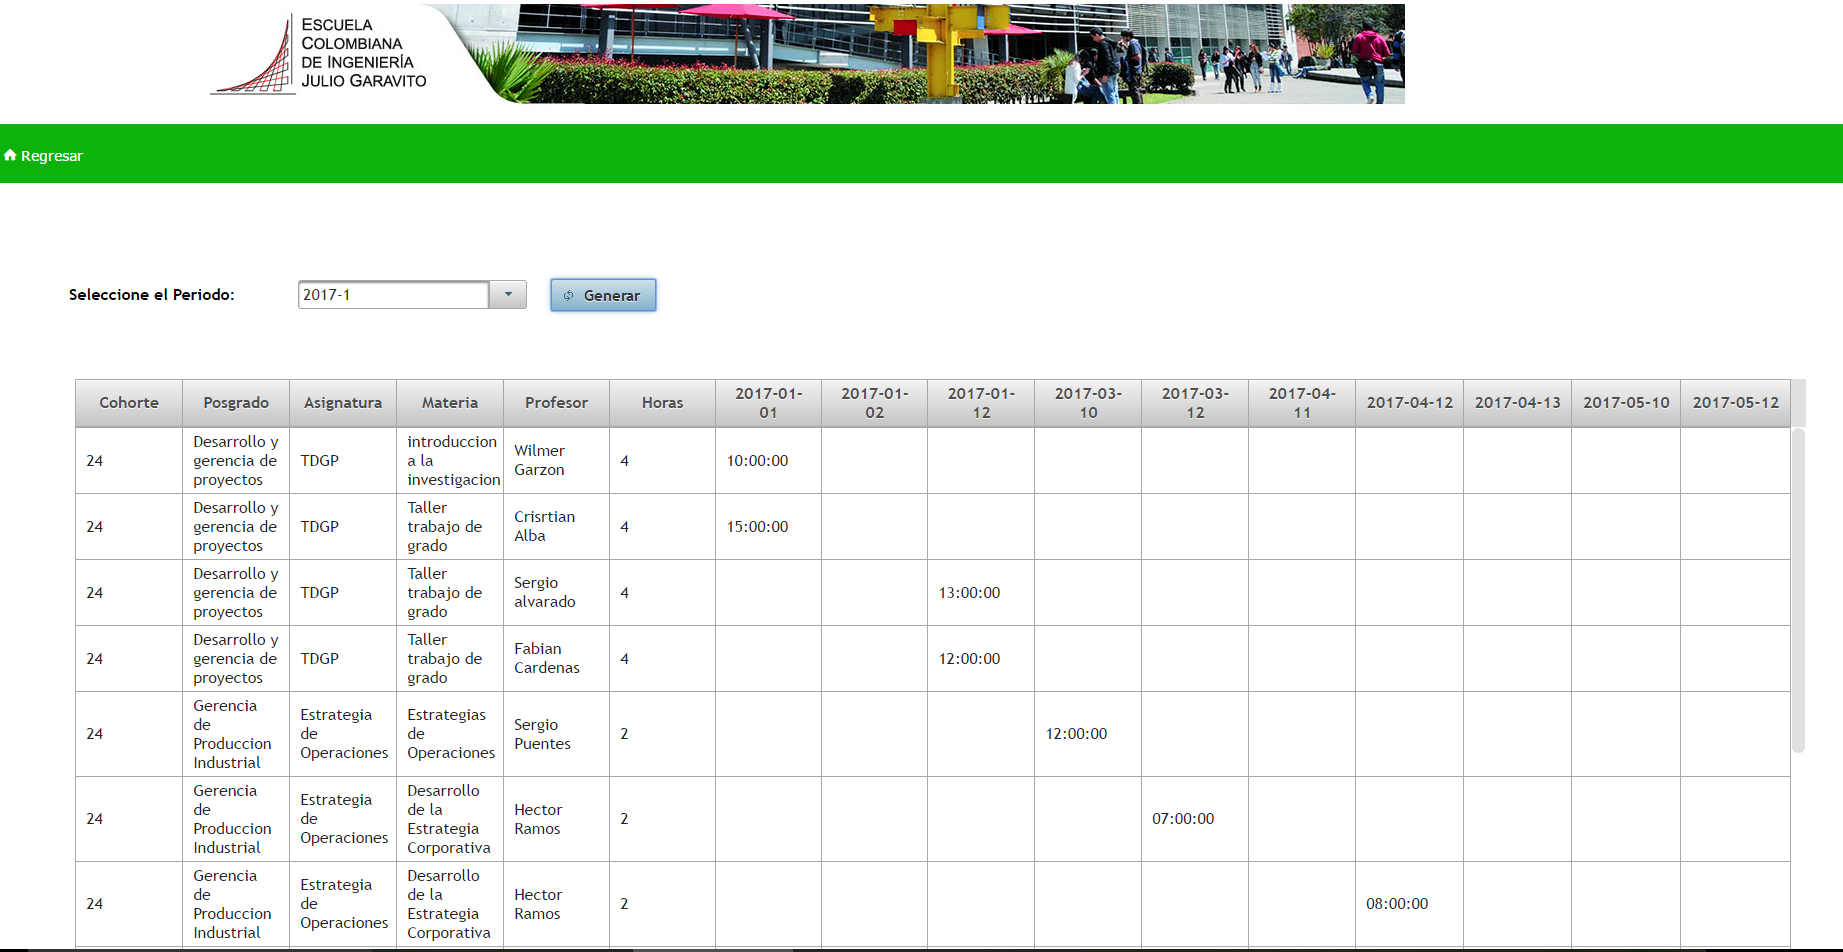 ESCUELA
COLOMBIANA
DE INGENIERÍA
JULIO GARAVITO
Regresar
Seleccione el Periodo: 2017-1 Generar
Cohorte Posgrado Asignatura Materia Profesor Horas 2017-01-01 2017-01-02 2017-01-12 2017-03-10 2017-03-12 2017-04-11 2017-04-12 2017-04-13 2017-05-10 2017-05-12
24 Desarrollo y gerencia de proyectos TDGP introduccion a la investigacion Wilmer Garzon 4 10:00:00
24 Desarrollo y gerencia de proyectos TDGP Taller trabajo de grado Crisrtian Alba 4 15:00:00
24 Desarrollo y gerencia de proyectos TDGP Taller trabajo de grado Sergio alvarado 4 13:00:00
24 Desarrollo y gerencia de proyectos TDGP Taller trabajo de grado Fabian Cardenas 4 12:00:00
24 Gerencia de Produccion Industrial Estrategia de Operaciones Estrategias de Operaciones Sergio Puentes 2 12:00:00
24 Gerencia de Produccion Industrial Estrategia de Operaciones Desarrollo de la Estrategia Corporativa Hector Ramos 2 07:00:00
24 Gerencia de Produccion Industrial Estrategia de Operaciones Desarrollo de la Estrategia Corporativa Hector Ramos 2 08:00:00